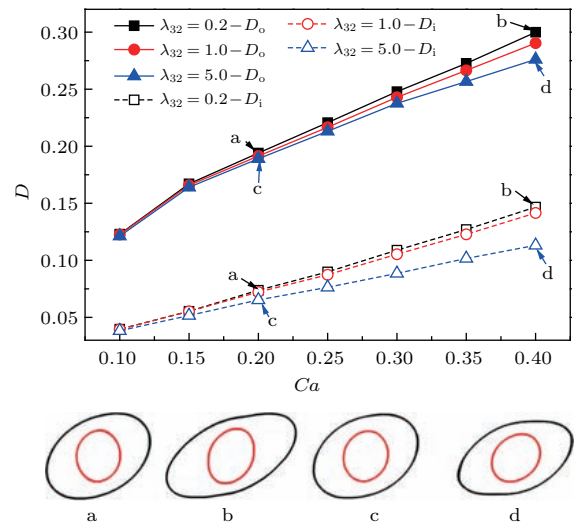 λ₃₂ = 0.2−Dₒ
λ₃₂ = 1.0−Dₒ
λ₃₂ = 5.0−Dₒ
λ₃₂ = 0.2−Dᵢ
λ₃₂ = 1.0−Dᵢ
λ₃₂ = 5.0−Dᵢ
b
d
a
c
b
d
a
c
D
0.30
0.25
0.20
0.15
0.10
0.05
0.10 0.15 0.20 0.25 0.30 0.35 0.40
Ca
a b c d